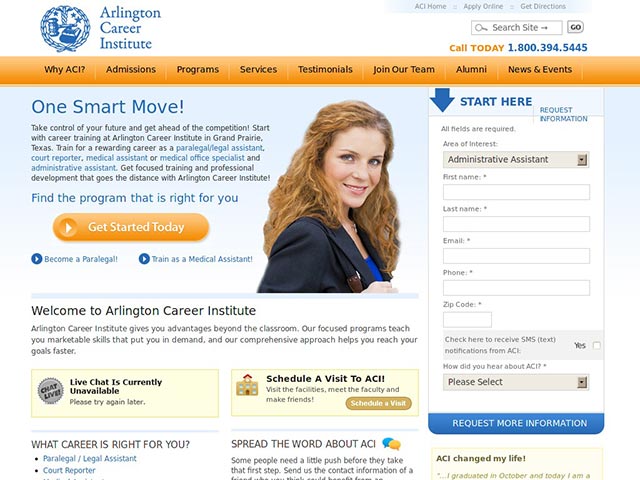 Arlington
Career
Institute
ACI Home :: Apply Online :: Get Directions
Search Site → GO
Call TODAY 1.800.394.5445
Why ACI? Admissions Programs Services Testimonials Join Our Team Alumni News & Events
One Smart Move!
Take control of your future and get ahead of the competition! Start
with career training at Arlington Career Institute in Grand Prairie,
Texas. Train for a rewarding career as a paralegal/legal assistant,
court reporter, medical assistant or medical office specialist and
administrative assistant. Get focused training and professional
development that goes the distance with Arlington Career Institute!
Find the program that is right for you
Get Started Today
Become a Paralegal! Train as a Medical Assistant!
START HERE
REQUEST
INFORMATION
All fields are required.
Area of Interest:
Administrative Assistant
First name: *
Last name: *
Email: *
Phone: *
Zip Code: *
Check here to receive SMS (text)
notifications from ACI:
Yes
How did you hear about ACI? *
Please Select
REQUEST MORE INFORMATION
Welcome to Arlington Career Institute
Arlington Career Institute gives you advantages beyond the classroom. Our focused programs teach
you marketable skills that put you in demand, and our comprehensive approach helps you reach your
goals faster.
CHAT
LIVE!
Live Chat Is Currently
Unavailable
Please try again later.
Schedule A Visit To ACI!
Visit the facilities, meet the faculty and
make friends!
Schedule a Visit
WHAT CAREER IS RIGHT FOR YOU?
Paralegal / Legal Assistant
Court Reporter
SPREAD THE WORD ABOUT ACI
Some people need a little push before they take
that first step. Send us the contact information of a
ACI changed my life!
"...I graduated in October and today I am a